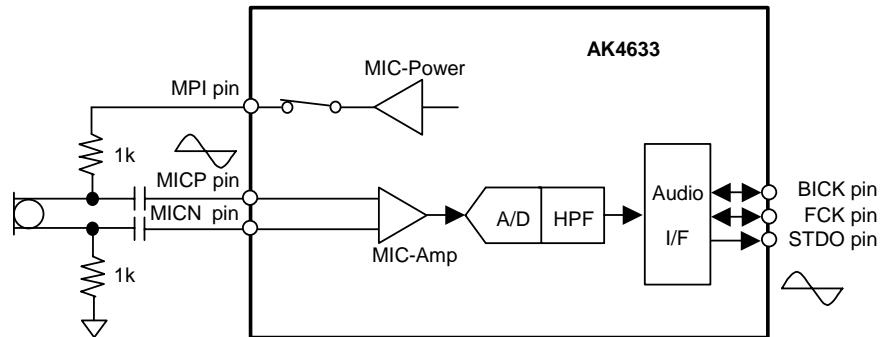 AK4633
MIC-Power
MPI pin
1k
MICP pin
MICN pin
1k
MIC-Amp
A/D
HPF
Audio
I/F
BICK pin
FCK pin
STDO pin